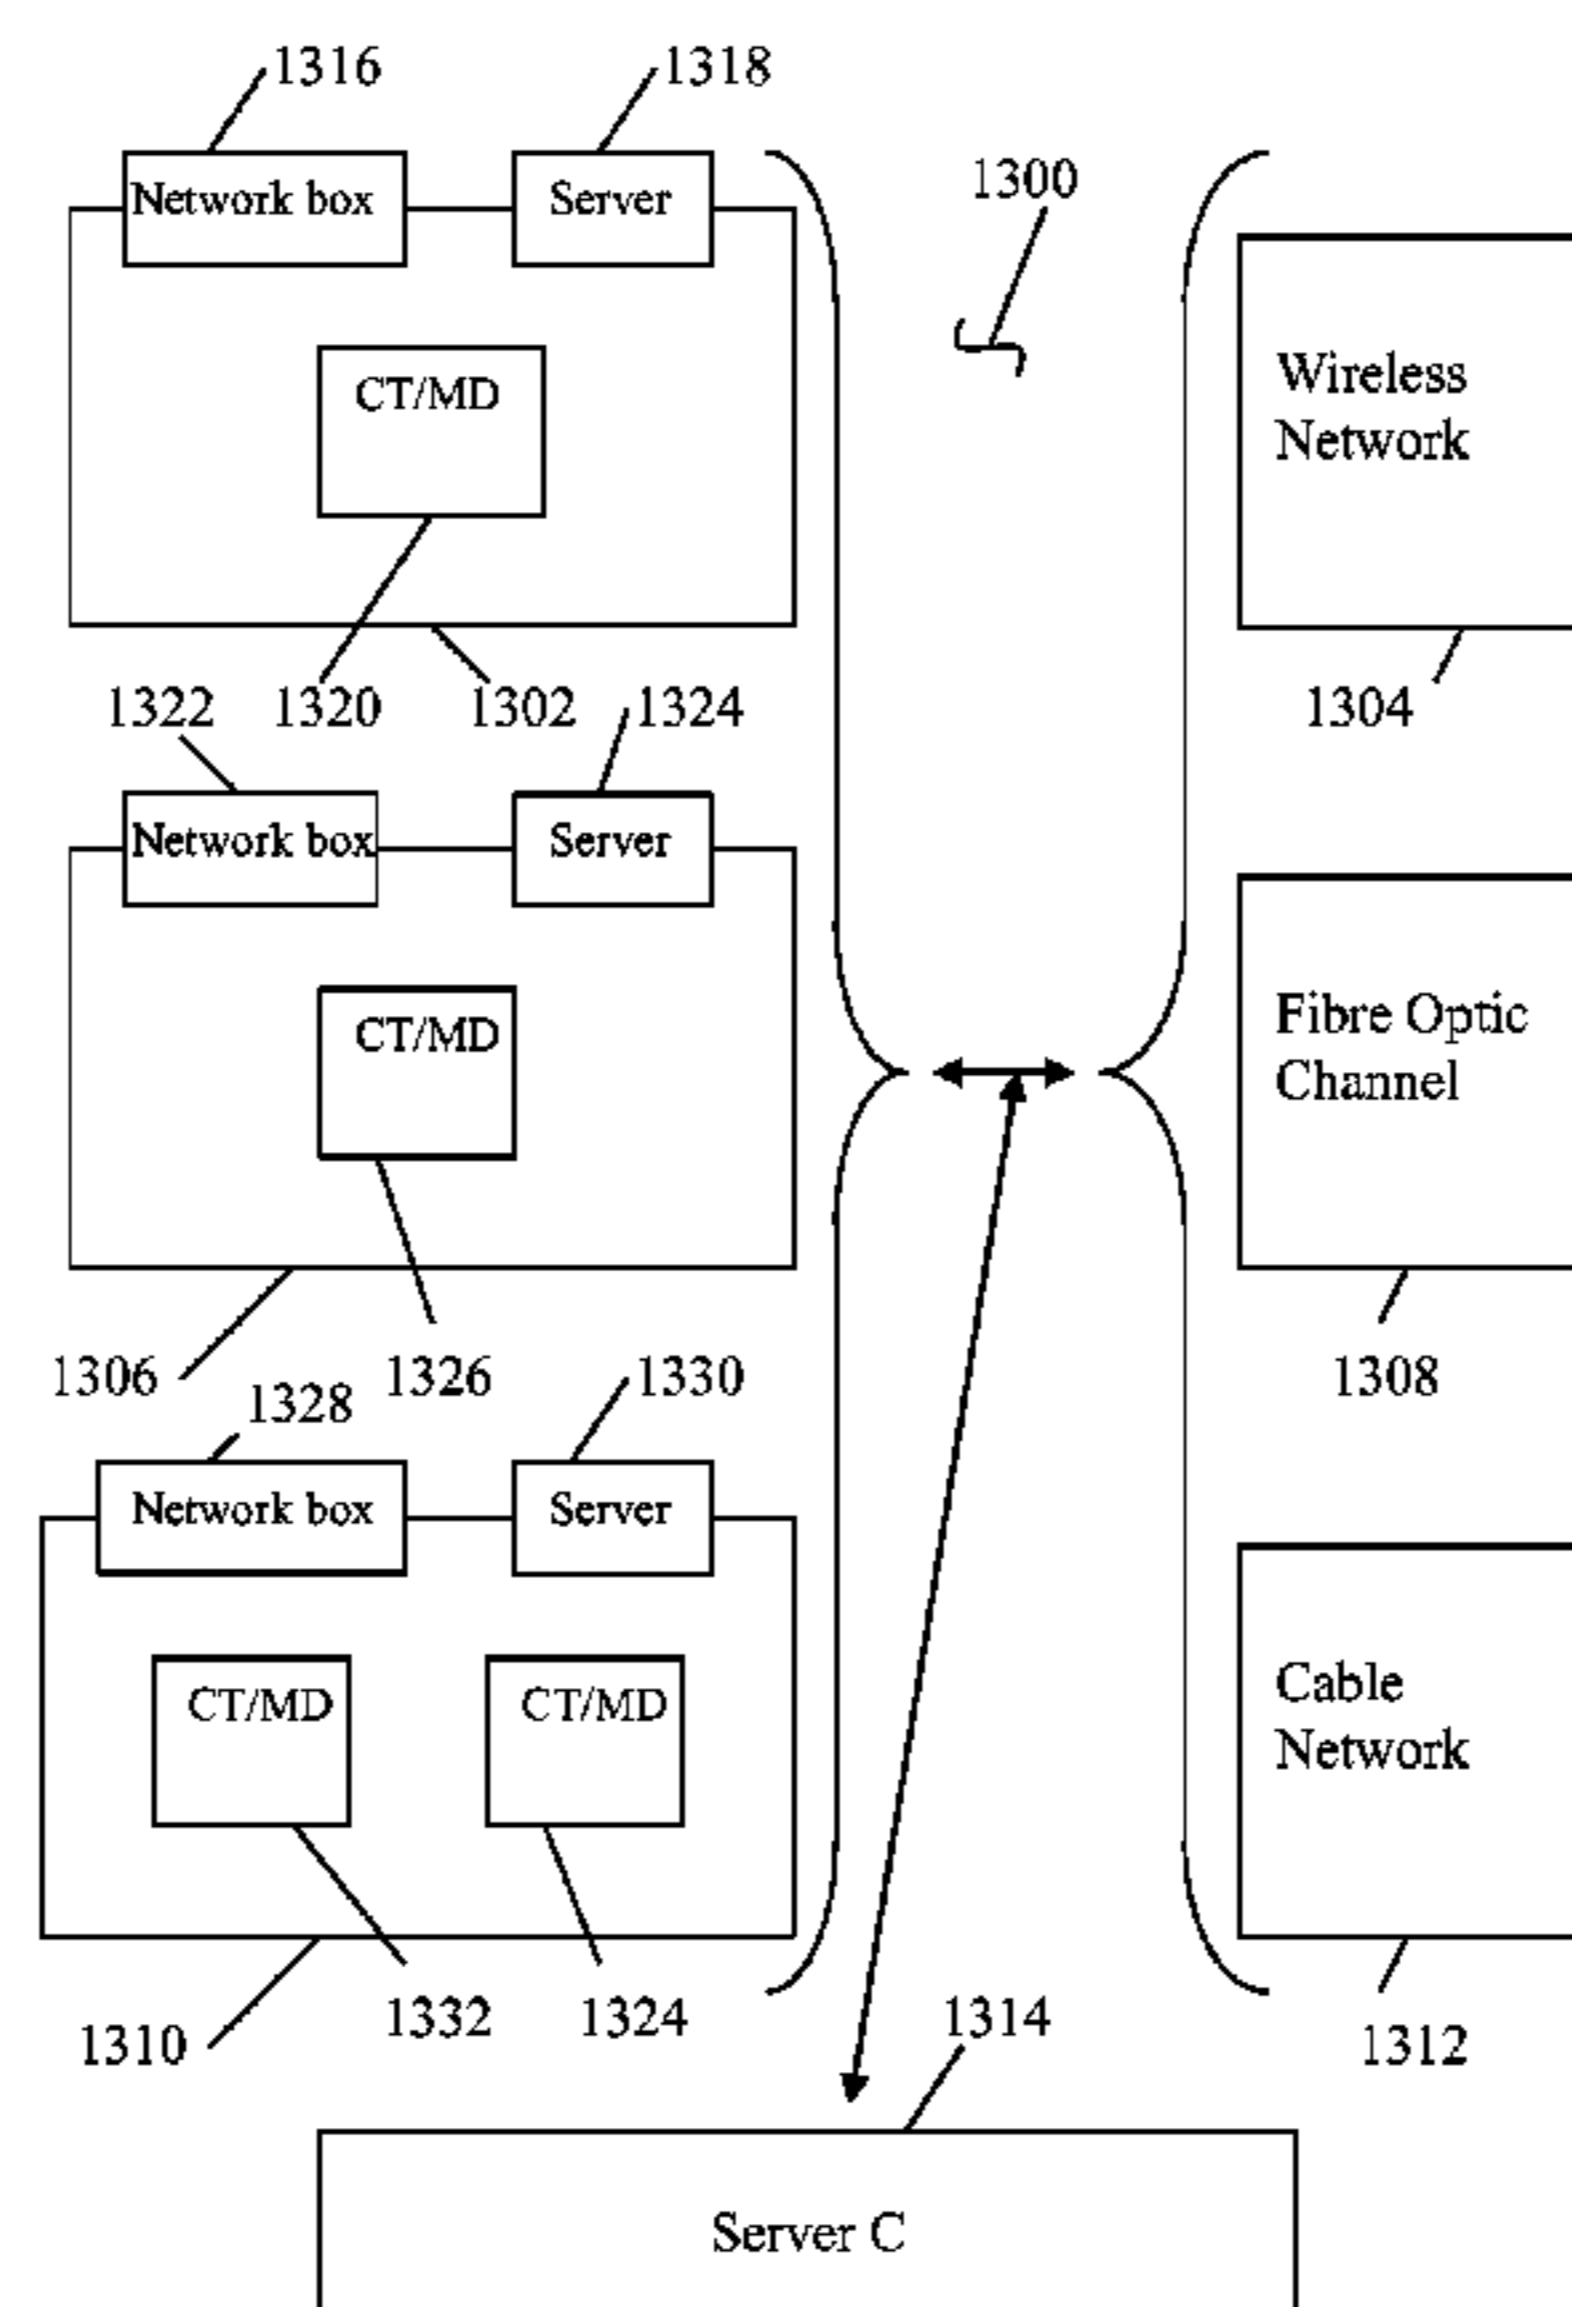 1316
1318
Network box
Server
1300
CT/MD
Wireless
Network
1322
1320
1302
1324
1304
Network box
Server
CT/MD
Fibre Optic
Channel
1306
1326
1330
1308
1328
Network box
Server
CT/MD
CT/MD
Cable
Network
1332
1324
1314
1310
1312
Server C